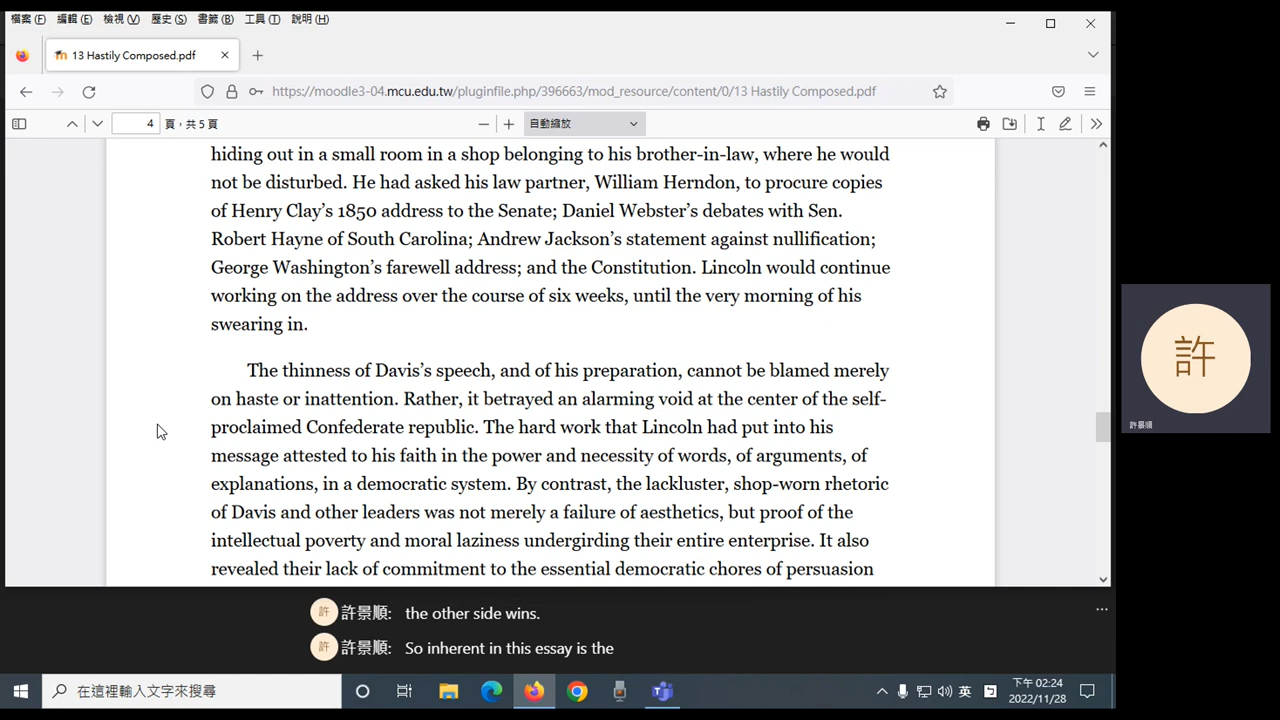 檔案 (F) 編輯 (E) 檢視 (V) 歷史 (S) 書籤 (B) 工具 (T) 說明 (H)
13 Hastily Composed.pdf
https://moodle3-04.mcu.edu.tw/pluginfile.php/396663/mod_resource/content/0/13 Hastily Composed.pdf
4 頁，共 5 頁
自動縮放
hiding out in a small room in a shop belonging to his brother-in-law, where he would
not be disturbed. He had asked his law partner, William Herndon, to procure copies
of Henry Clay’s 1850 address to the Senate; Daniel Webster’s debates with Sen.
Robert Hayne of South Carolina; Andrew Jackson’s statement against nullification;
George Washington’s farewell address; and the Constitution. Lincoln would continue
working on the address over the course of six weeks, until the very morning of his
swearing in.
The thinness of Davis’s speech, and of his preparation, cannot be blamed merely
on haste or inattention. Rather, it betrayed an alarming void at the center of the self-
proclaimed Confederate republic. The hard work that Lincoln had put into his
message attested to his faith in the power and necessity of words, of arguments, of
explanations, in a democratic system. By contrast, the lackluster, shop-worn rhetoric
of Davis and other leaders was not merely a failure of aesthetics, but proof of the
intellectual poverty and moral laziness undergirding their entire enterprise. It also
revealed their lack of commitment to the essential democratic chores of persuasion
許
許景順
許 許景順: the other side wins.
許 許景順: So inherent in this essay is the
在這裡輸入文字來搜尋
英
下午 02:24
2022/11/28